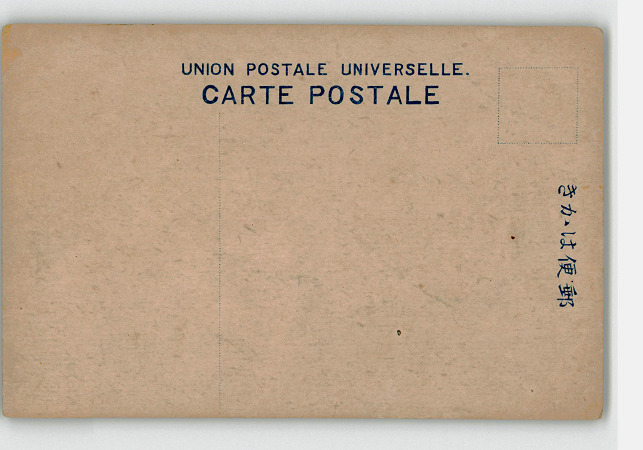 UNION POSTALE UNIVERSELLE.
CARTE POSTALE
きかは便郵